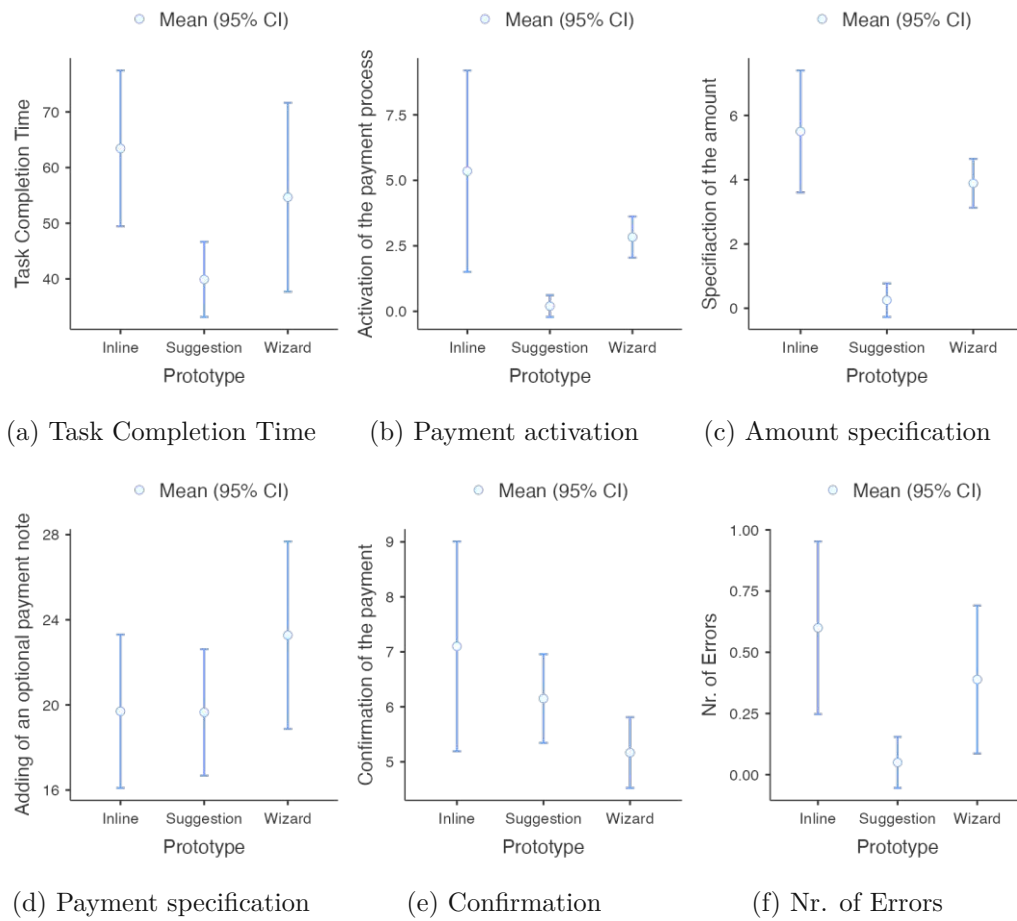 Mean (95% CI)
Mean (95% CI)
Mean (95% CI)
Task Completion Time
70
60
50
40
Inline Suggestion Wizard
Prototype
Activation of the payment process
7.5
5.0
2.5
0.0
Inline Suggestion Wizard
Prototype
Specifiaction of the amount
6
4
2
0
Inline Suggestion Wizard
Prototype
(a) Task Completion Time
(b) Payment activation
(c) Amount specification
Mean (95% CI)
Mean (95% CI)
Mean (95% CI)
Adding of an optional payment note
28
24
20
16
Inline Suggestion Wizard
Prototype
Confirmation of the payment
9
8
7
6
5
Inline Suggestion Wizard
Prototype
Nr. of Errors
1.00
0.75
0.50
0.25
0.00
Inline Suggestion Wizard
Prototype
(d) Payment specification
(e) Confirmation
(f) Nr. of Errors